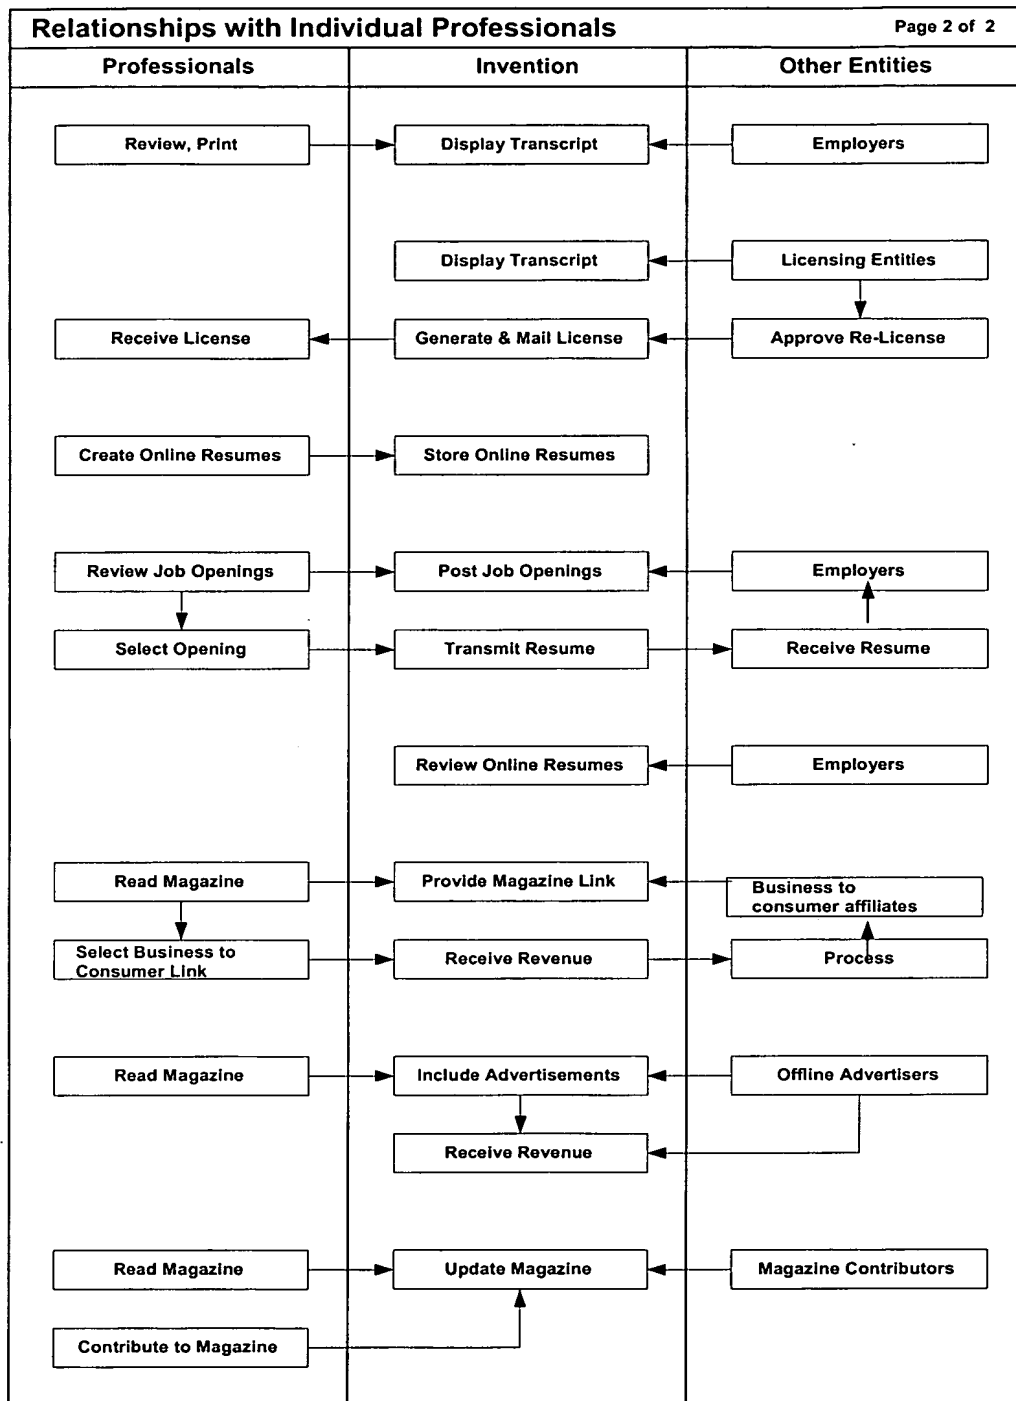 Relationships with Individual Professionals
Page 2 of 2
Professionals
Invention
Other Entities
Review, Print
Display Transcript
Employers
Display Transcript
Licensing Entities
Receive License
Generate & Mail License
Approve Re-License
Create Online Resumes
Store Online Resumes
Review Job Openings
Post Job Openings
Employers
Select Opening
Transmit Resume
Receive Resume
Review Online Resumes
Employers
Read Magazine
Provide Magazine Link
Business to
consumer affiliates
Select Business to
Consumer Link
Receive Revenue
Process
Read Magazine
Include Advertisements
Offline Advertisers
Receive Revenue
Read Magazine
Update Magazine
Magazine Contributors
Contribute to Magazine